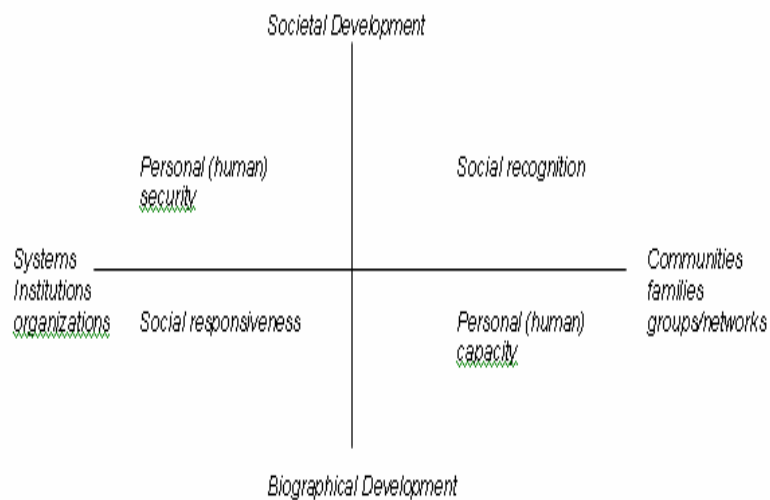 Societal Development
Personal (human)
security
Social recognition
Systems
Institutions
organizations
Communities
families
groups/networks
Social responsiveness
Personal (human)
capacity
Biographical Development